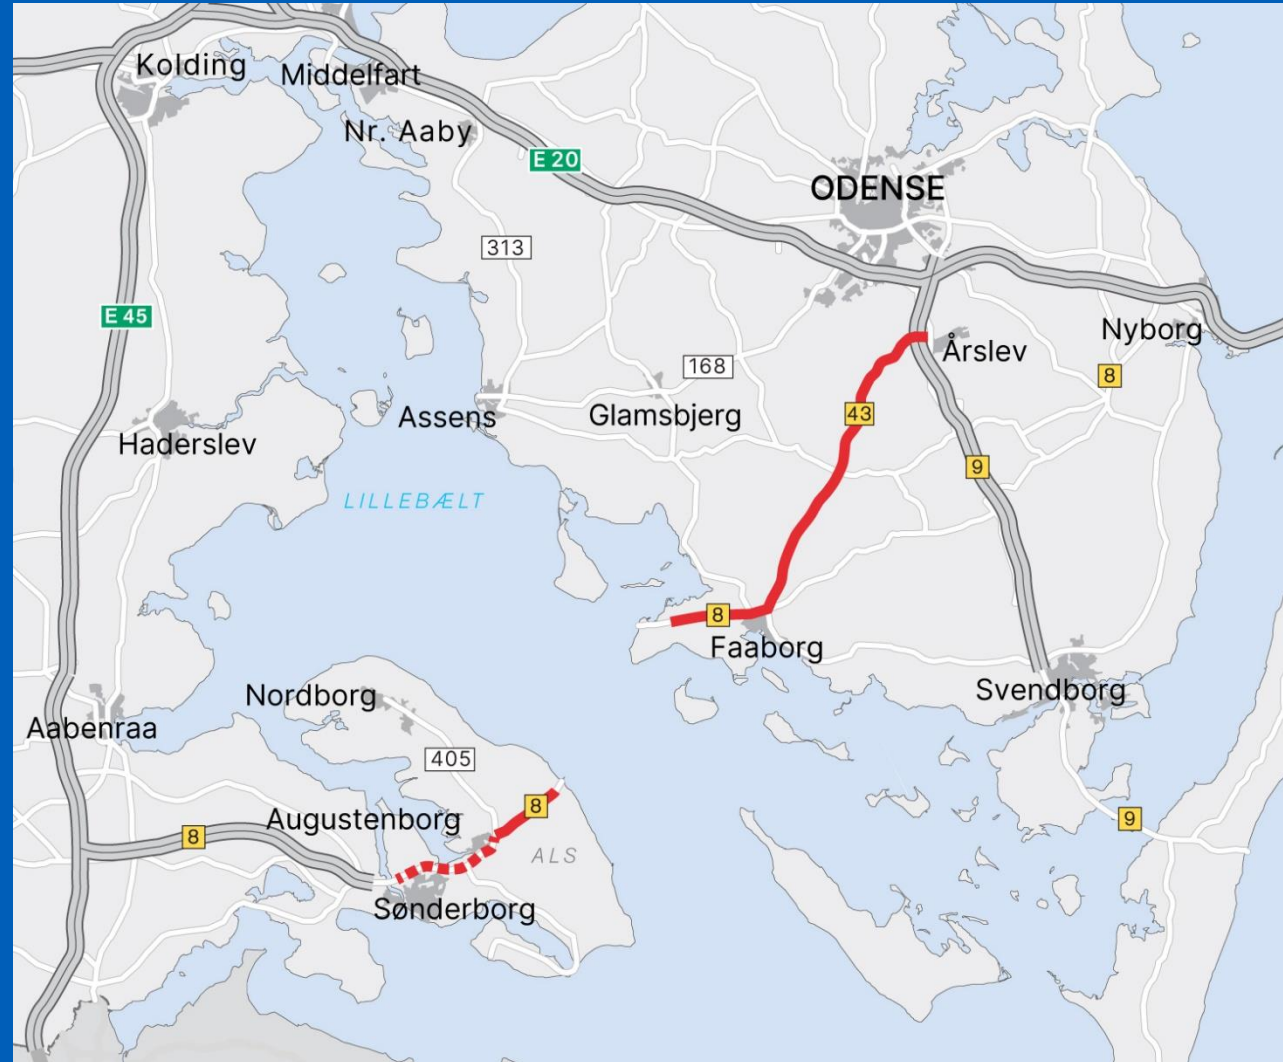 Kolding
Middelfart
Nr. Aaby
E 20
ODENSE
313
E 45
Nyborg
Årslev
168
8
Assens
Glamsbjerg
43
Haderslev
9
LILLEBÆLT
8
Faaborg
Svendborg
Nordborg
Aabenraa
405
8
Augustenborg
9
8
ALS
Sønderborg